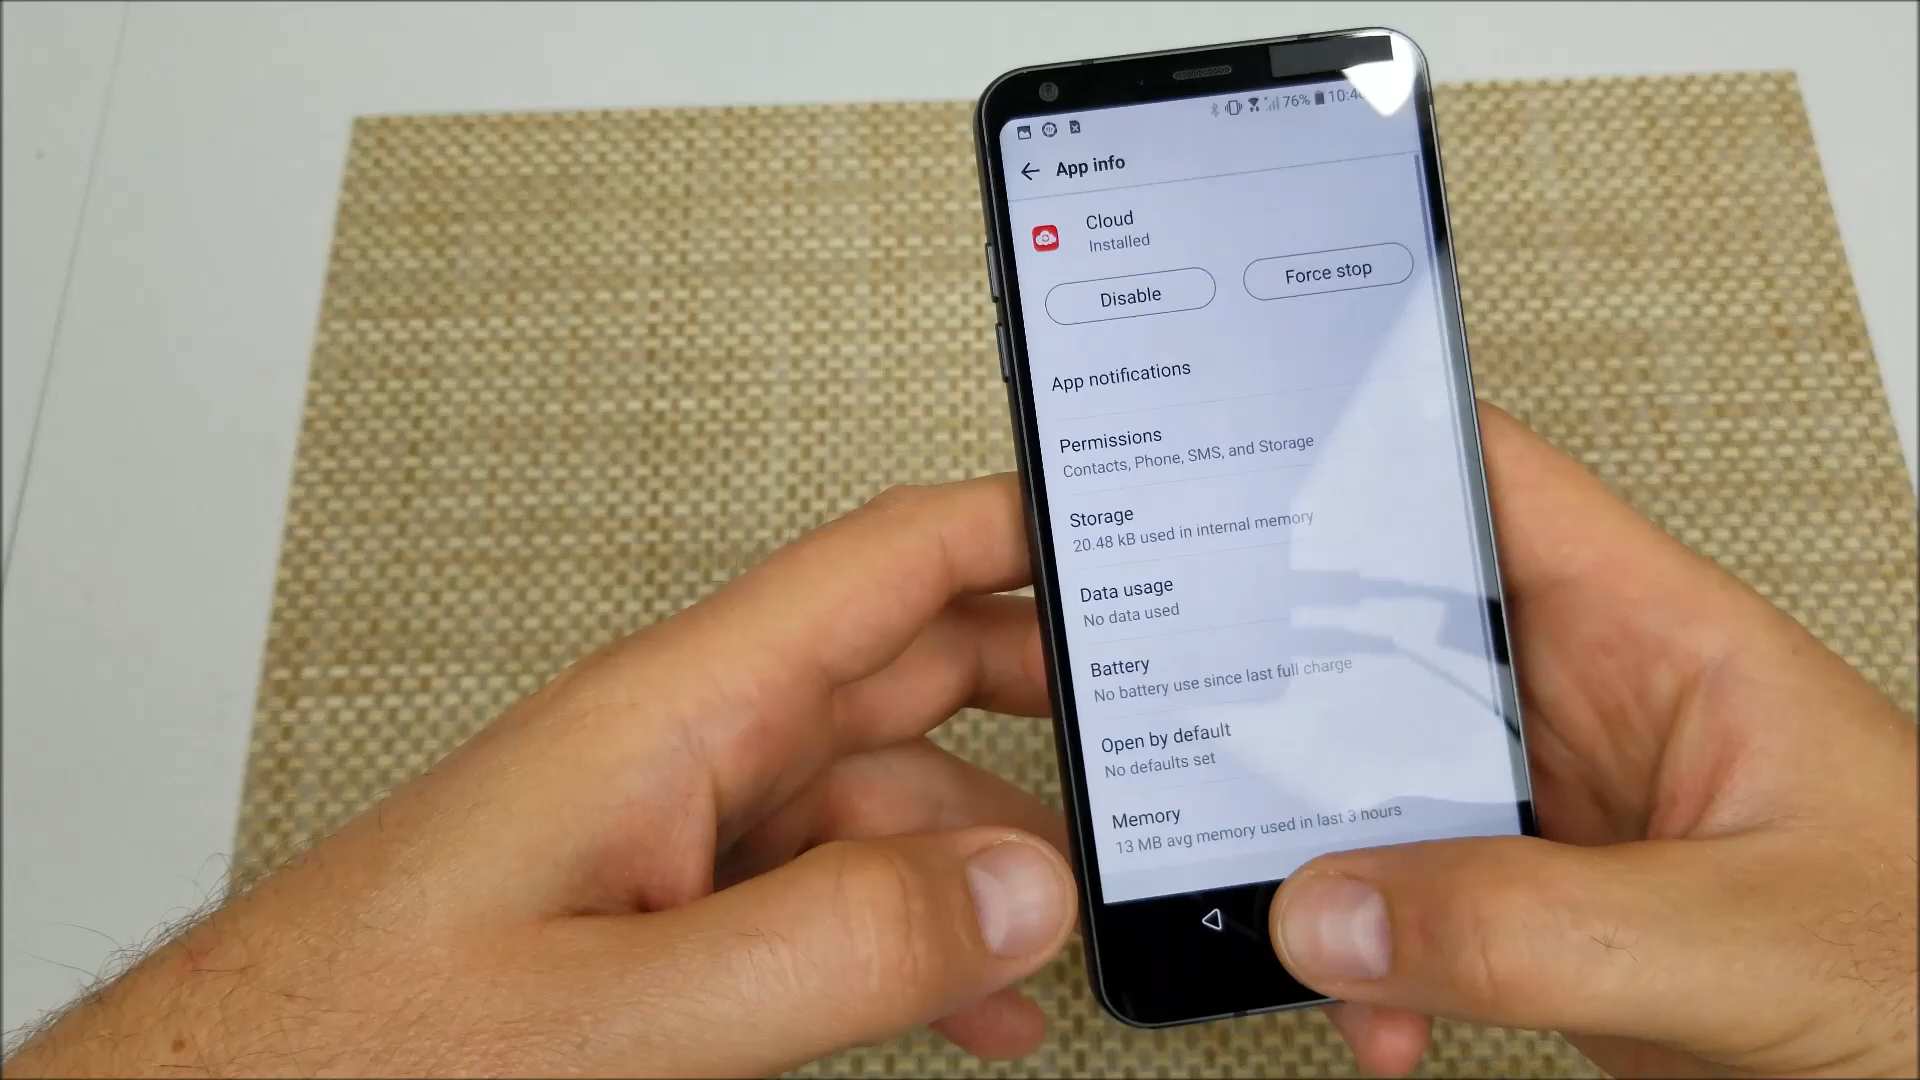 76% 10:4
App info
Cloud
Installed
Disable
Force stop
App notifications
Permissions
Contacts, Phone, SMS, and Storage
Storage
20.48 kB used in internal memory
Data usage
No data used
Battery
No battery use since last full charge
Open by default
No defaults set
Memory
13 MB avg memory used in last 3 hours